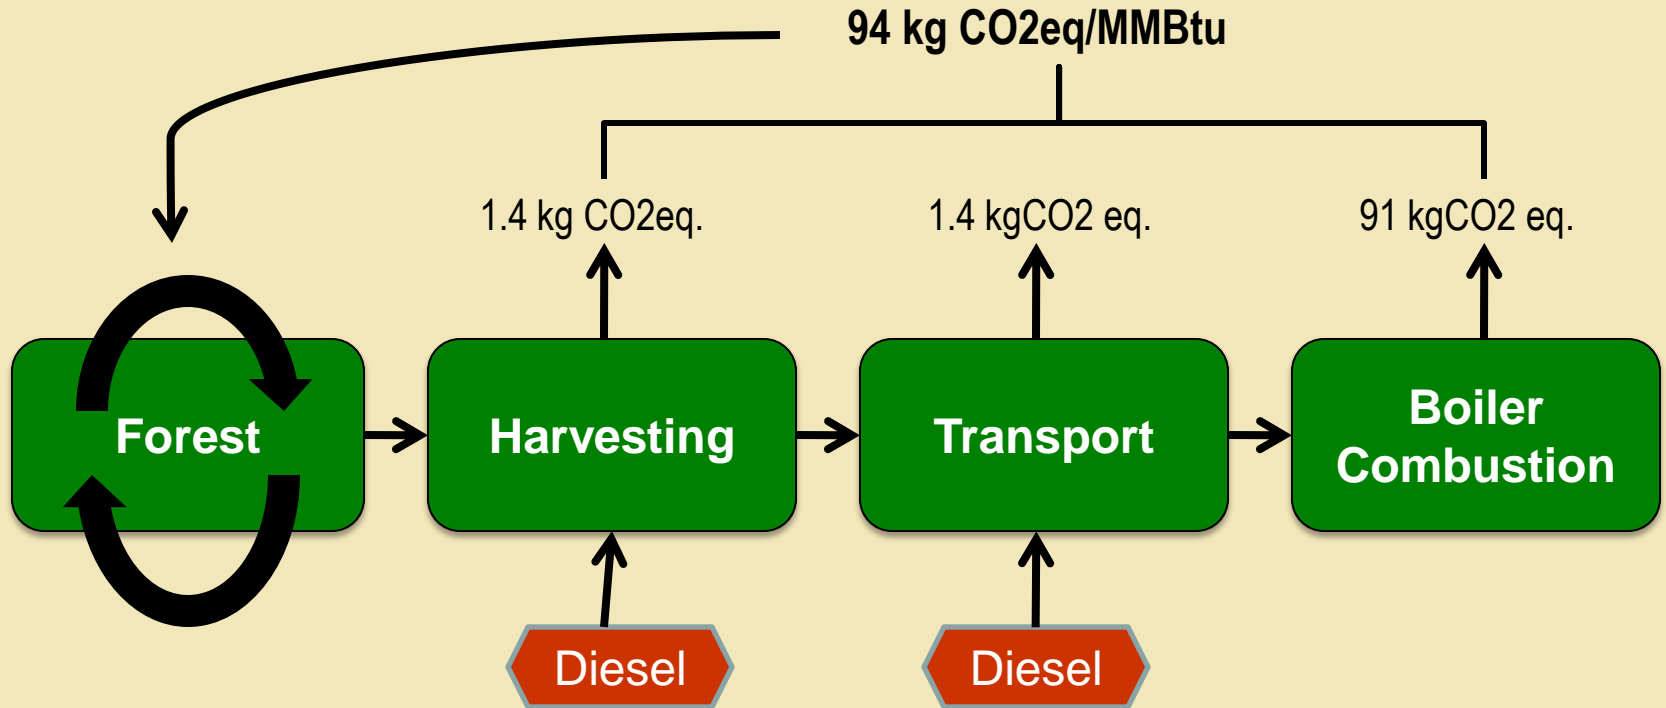 94 kg CO2eq/MMBtu
1.4 kg CO2eq.
1.4 kgCO2 eq.
91 kgCO2 eq.
Forest
Harvesting
Transport
Boiler
Combustion
Diesel
Diesel